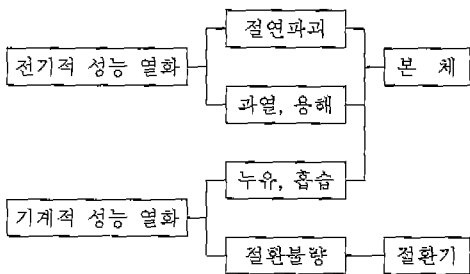 절연파괴
전기적 성능 열화
본 체
과열, 용해
누유, 흡습
기계적 성능 열화
절환불량
절환기